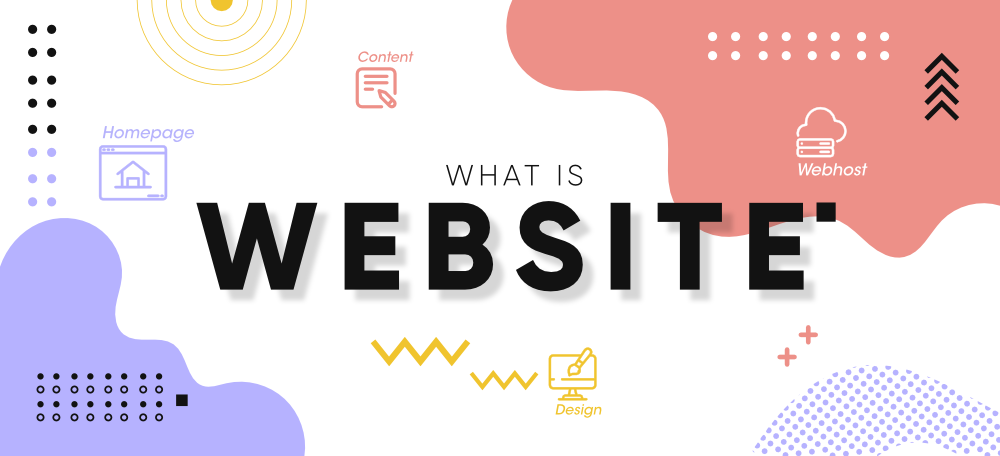 Content
Homepage
Webhost
WHAT IS
WEBSITE
Design